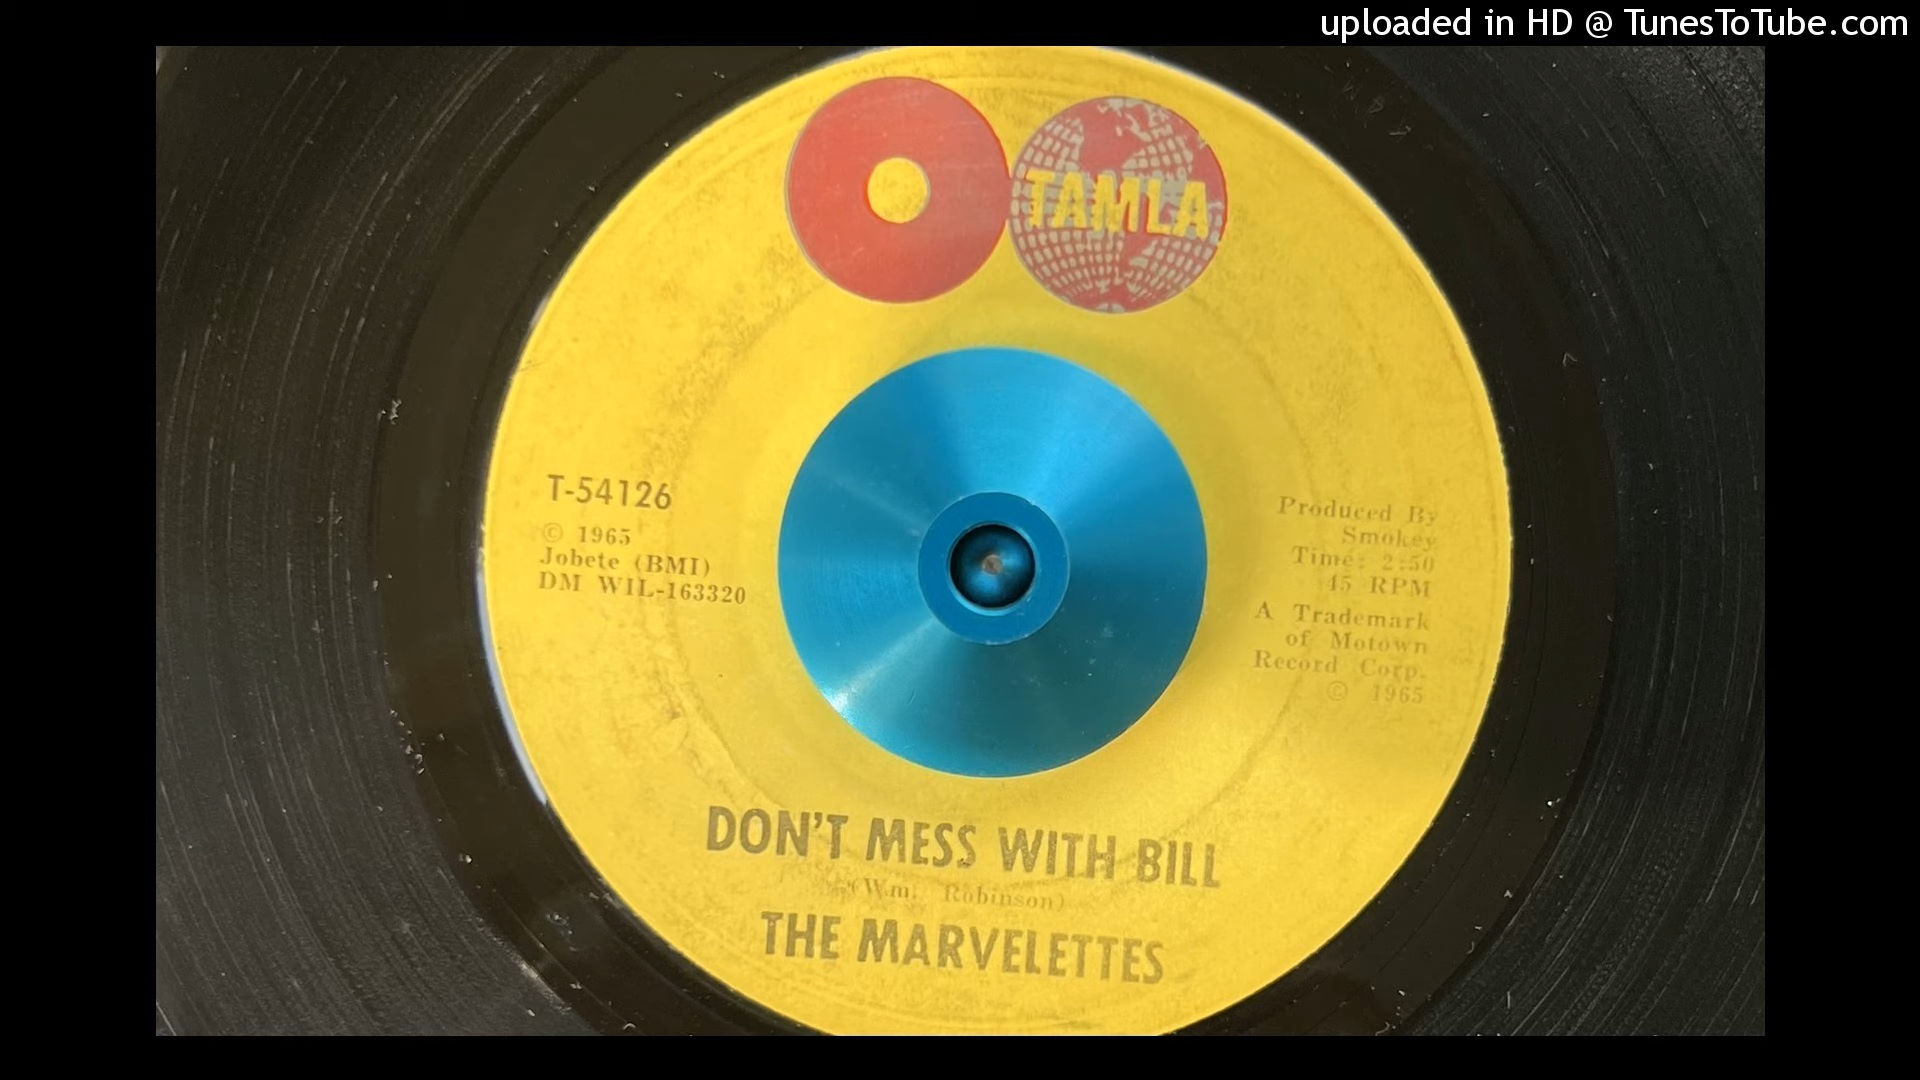 uploaded in HD @ TunesToTube.com
TAMLA
T-54126
© 1965
Jobete (BMI)
DM WIL-163320
Produced By
Smokey
Time: 2:50
45 RPM
A Trademark
of Motown
Record Corp.
© 1965
DON'T MESS WITH BILL
(Wm. Robinson)
THE MARVELETTES